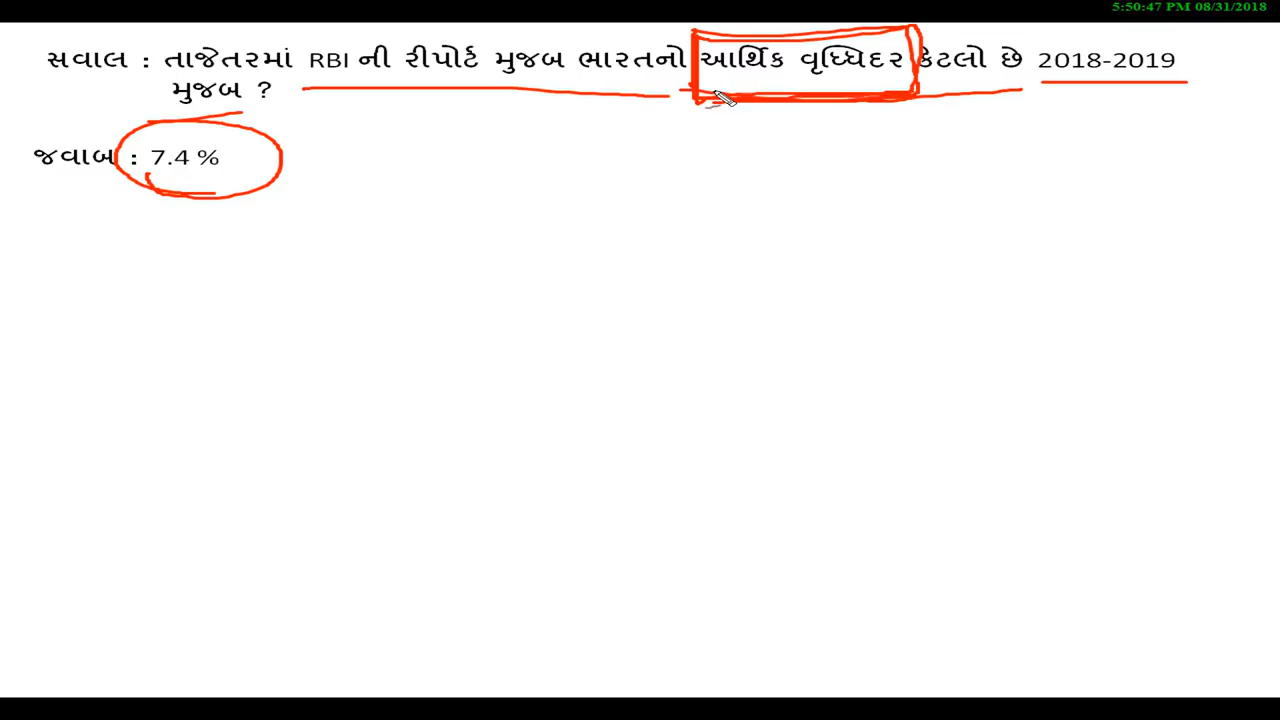 5:50:47 PM 08/31/2018
સવાલ : તાજેતરમાં RBI ની રીપોર્ટ મુજબ ભારતનો આર્થિક વૃધ્ધિદર કેટલો છે 2018-2019
મુજબ ?
જવાબ : 7.4 %